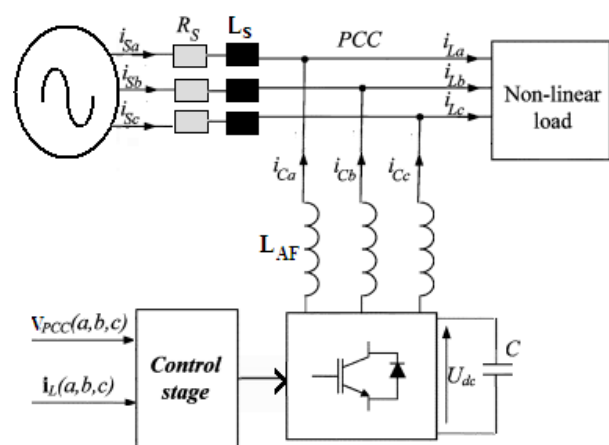 R_S
L_S
i_Sa
PCC
i_La
i_Sb
i_Lb
Non-linear
load
i_Sc
i_Lc
i_Ca
i_Cb
i_Cc
L_AF
V_PCC(a,b,c)
Control
stage
i_L(a,b,c)
U_dc
C